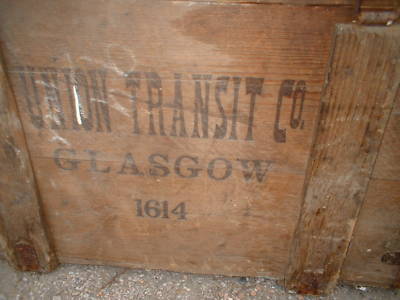 UNION TRANSIT CO.
GLASGOW
1614